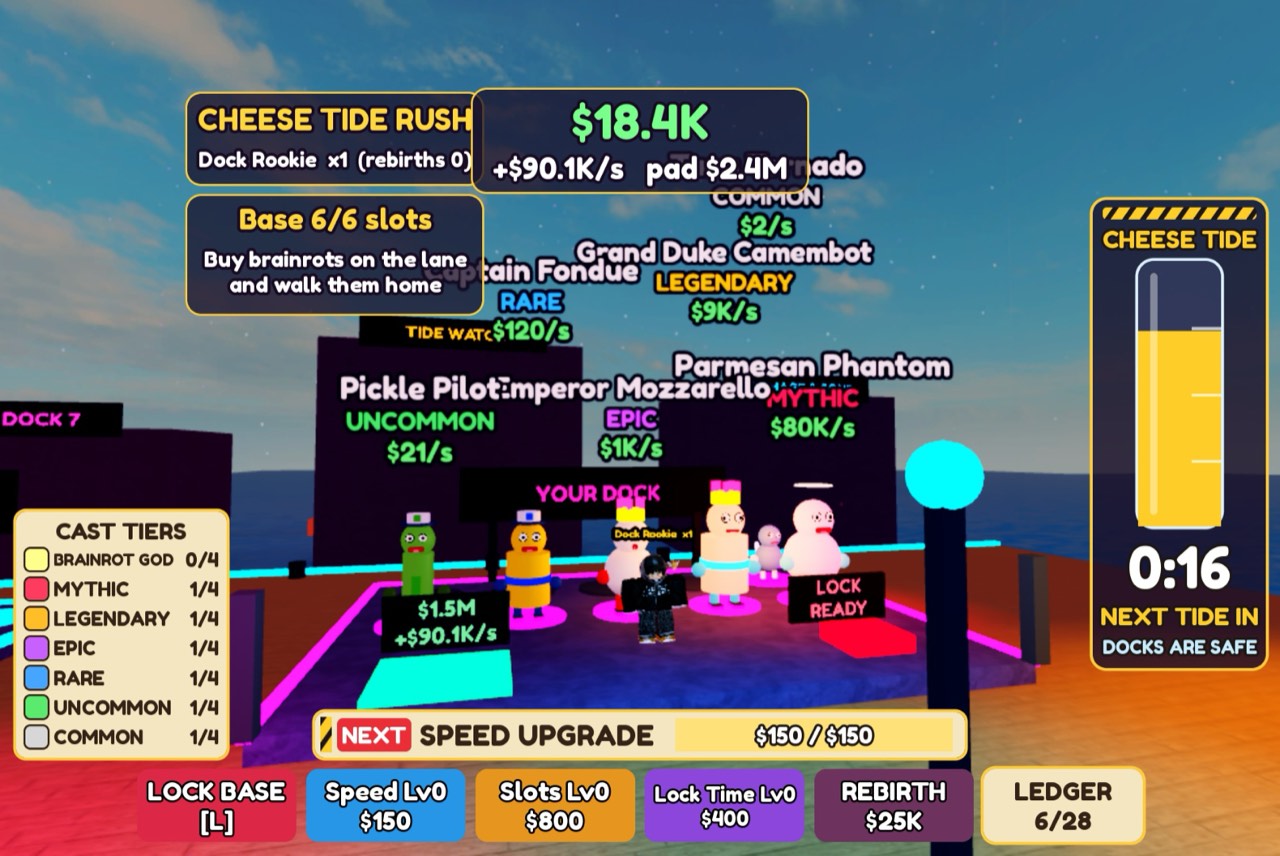 CHEESE TIDE RUSH
Dock Rookie x1 (rebirths 0)
$18.4K
+$90.1K/s pad $2.4M
Base 6/6 slots
Buy brainrots on the lane
and walk them home
COMMON
$2/s
Grand Duke Camembot
LEGENDARY
$9K/s
Captain Fondue
RARE
$120/s
TIDE WATC
Parmesan Phantom
MYTHIC
$80K/s
Pickle Pilot
UNCOMMON
$21/s
Emperor Mozzarello
EPIC
$1K/s
DOCK 7
YOUR DOCK
Dock Rookie x1
$1.5M
+$90.1K/s
LOCK
READY
CHEESE TIDE
0:16
NEXT TIDE IN
DOCKS ARE SAFE
CAST TIERS
BRAINROT GOD 0/4
MYTHIC 1/4
LEGENDARY 1/4
EPIC 1/4
RARE 1/4
UNCOMMON 1/4
COMMON 1/4
NEXT SPEED UPGRADE $150 / $150
LOCK BASE
[L]
Speed Lv0
$150
Slots Lv0
$800
Lock Time Lv0
$400
REBIRTH
$25K
LEDGER
6/28